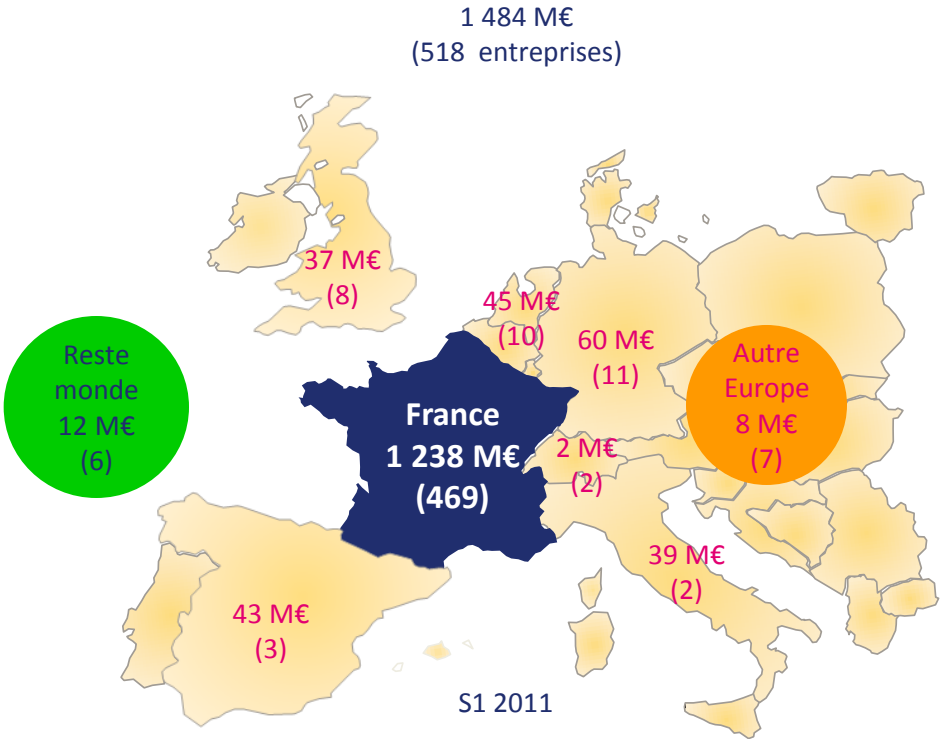 1 484 M€
(518 entreprises)
37 M€
(8)
45 M€
(10)
60 M€
(11)
Reste
monde
12 M€
(6)
France
1 238 M€
(469)
Autre
Europe
8 M€
(7)
2 M€
(2)
39 M€
(2)
43 M€
(3)
S1 2011